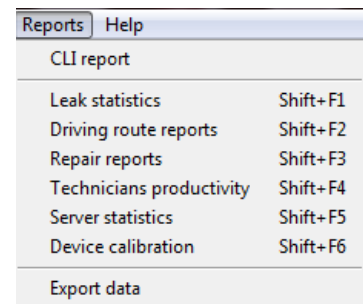 Reports Help
CLI report
Leak statistics Shift+F1
Driving route reports Shift+F2
Repair reports Shift+F3
Technicians productivity Shift+F4
Server statistics Shift+F5
Device calibration Shift+F6
Export data